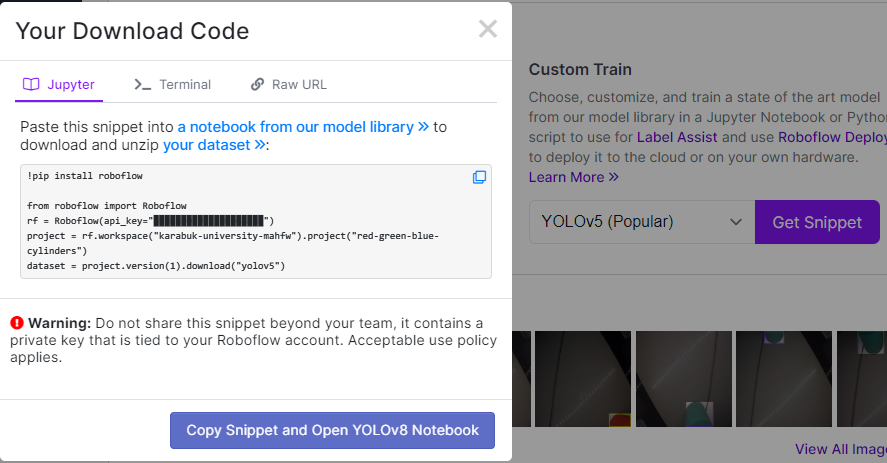 Your Download Code
Jupyter
Terminal
Raw URL
Paste this snippet into a notebook from our model library » to
download and unzip your dataset »:
!pip install roboflow
from roboflow import Roboflow
rf = Roboflow(api_key="████████████████████")
project = rf.workspace("karabuk-university-mahfw").project("red-green-blue-
cylinders")
dataset = project.version(1).download("yolov5")
Warning: Do not share this snippet beyond your team, it contains a
private key that is tied to your Roboflow account. Acceptable use policy
applies.
Copy Snippet and Open YOLOv8 Notebook
Custom Train
Choose, customize, and train a state of the art model
from our model library in a Jupyter Notebook or Python
script to use for Label Assist and use Roboflow Deploy
to deploy it to the cloud or on your own hardware.
Learn More »
YOLOv5 (Popular)
Get Snippet
View All Image